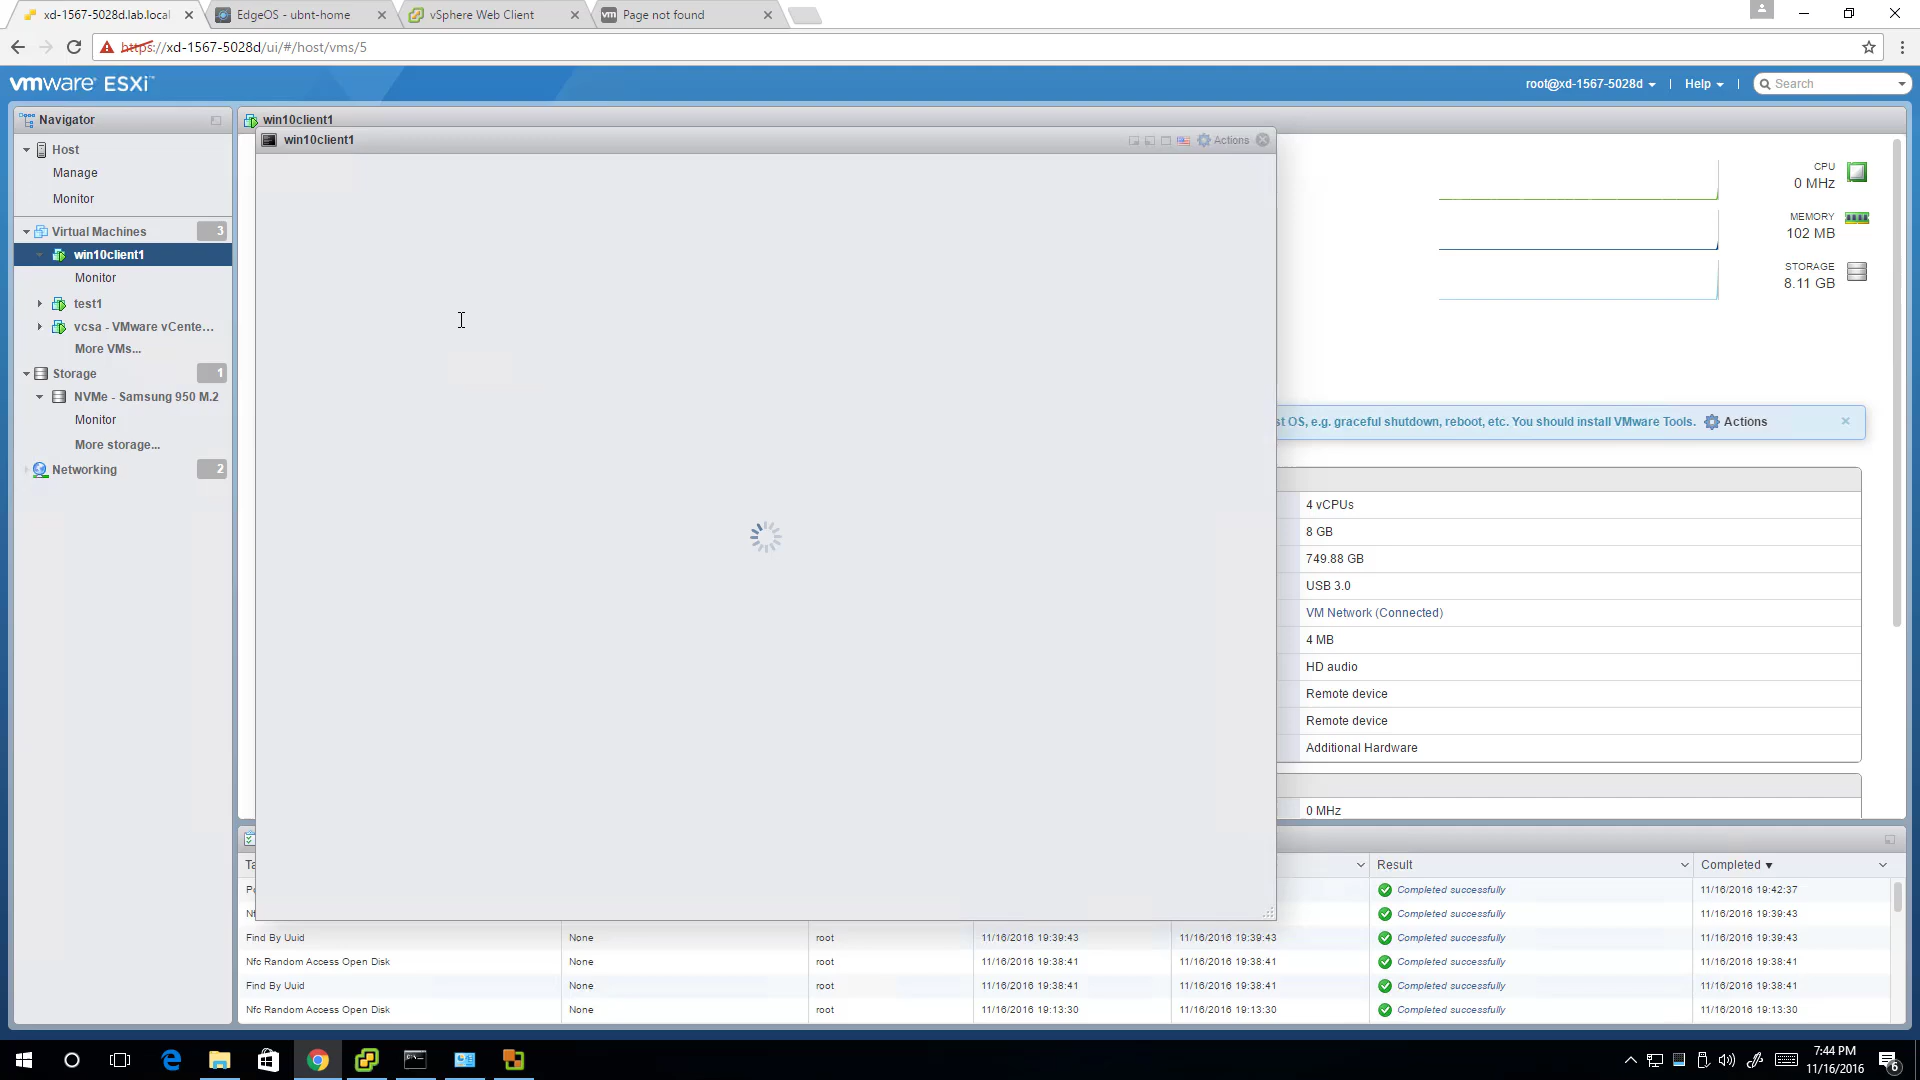 xd-1567-5028d.lab.local
EdgeOS - ubnt-home
vSphere Web Client
vm Page not found
https://xd-1567-5028d/ui/#/host/vms/5
vmware ESXi™
root@xd-1567-5028d
Help
Search
Navigator
Host
Manage
Monitor
Virtual Machines
3
win10client1
Monitor
test1
vcsa - VMware vCente...
More VMs...
Storage
1
NVMe - Samsung 950 M.2
Monitor
More storage...
Networking
2
win10client1
win10client1
Actions
CPU
0 MHz
MEMORY
102 MB
STORAGE
8.11 GB
st OS, e.g. graceful shutdown, reboot, etc. You should install VMware Tools.
Actions
4 vCPUs
8 GB
749.88 GB
USB 3.0
VM Network (Connected)
4 MB
HD audio
Remote device
Remote device
Additional Hardware
0 MHz
Ta
Result
Completed
Po
Completed successfully
11/16/2016 19:42:37
Nf
Completed successfully
11/16/2016 19:39:43
Find By Uuid
None
root
11/16/2016 19:39:43
11/16/2016 19:39:43
Completed successfully
11/16/2016 19:39:43
Nfc Random Access Open Disk
None
root
11/16/2016 19:38:41
11/16/2016 19:38:41
Completed successfully
11/16/2016 19:38:41
Find By Uuid
None
root
11/16/2016 19:38:41
11/16/2016 19:38:41
Completed successfully
11/16/2016 19:38:41
Nfc Random Access Open Disk
None
root
11/16/2016 19:13:30
11/16/2016 19:13:30
Completed successfully
11/16/2016 19:13:30
7:44 PM
11/16/2016
6